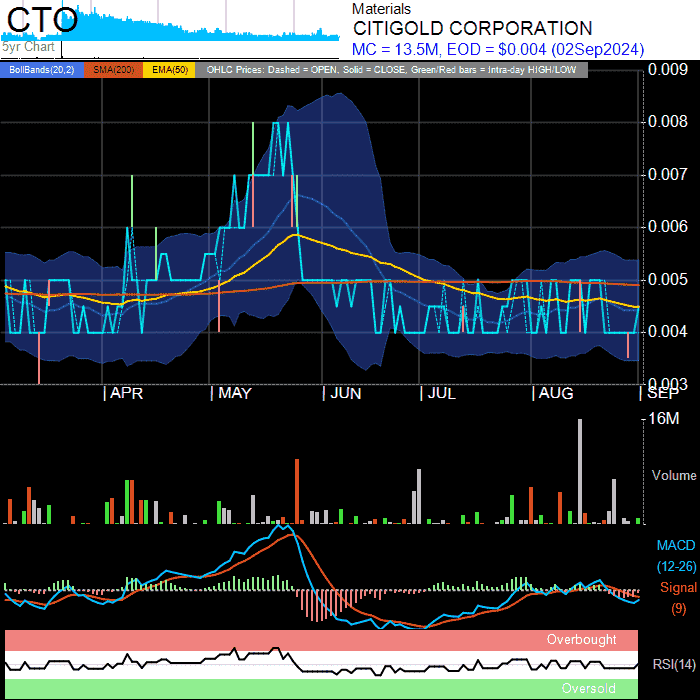 CTO
5yr Chart
Materials
CITIGOLD CORPORATION
MC = 13.5M, EOD = $0.004 (02Sep2024)
BollBands(20,2) SMA(200) EMA(50) OHLC Prices: Dashed = OPEN, Solid = CLOSE, Green/Red bars = Intra-day HIGH/LOW
0.009
0.008
0.007
0.006
0.005
0.004
0.003
APR MAY JUN JUL AUG SEP
16M
Volume
MACD
(12-26)
Signal
(9)
Overbought
RSI(14)
Oversold